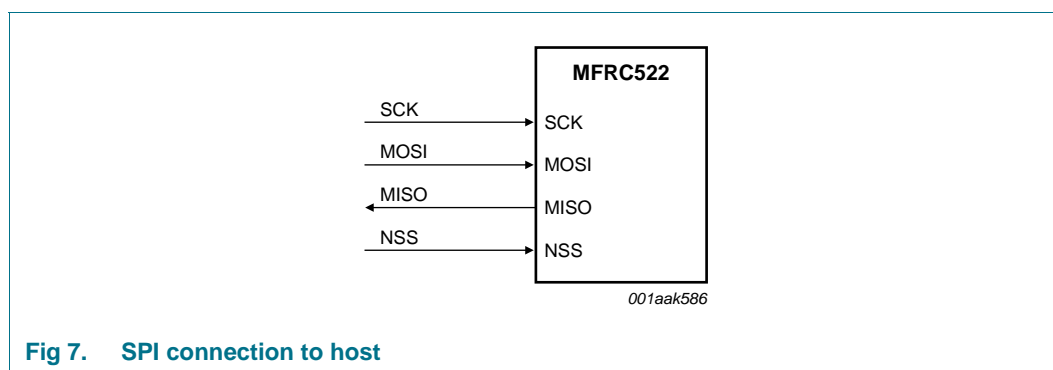 MFRC522
SCK
SCK
MOSI
MOSI
MISO
MISO
NSS
NSS
001aak586
Fig 7. SPI connection to host